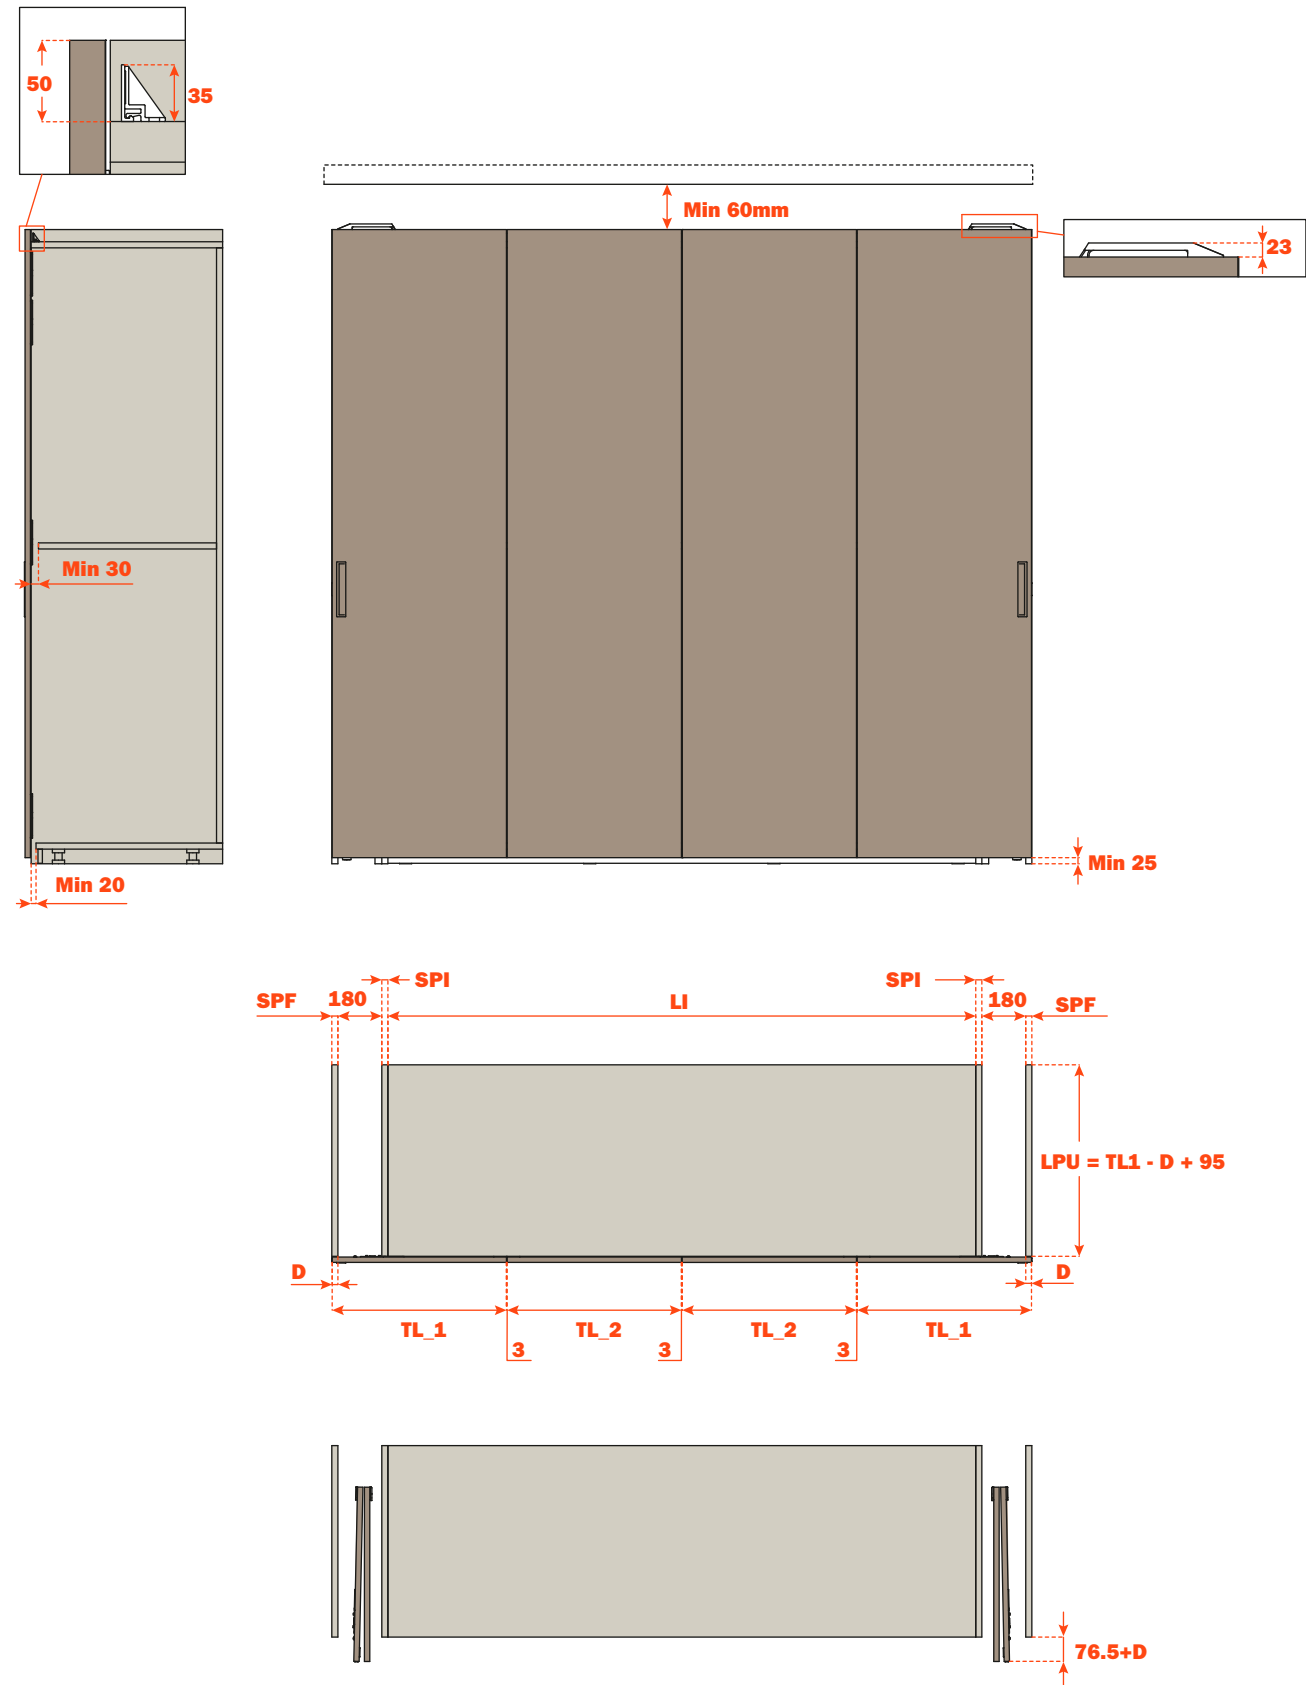 50
35
Min 60mm
23
Min 30
Min 25
Min 20
SPI
SPI
SPF
180
LI
180
SPF
LPU = TL1 - D + 95
D
D
TL_1
TL_2
TL_2
TL_1
3
3
3
76.5+D